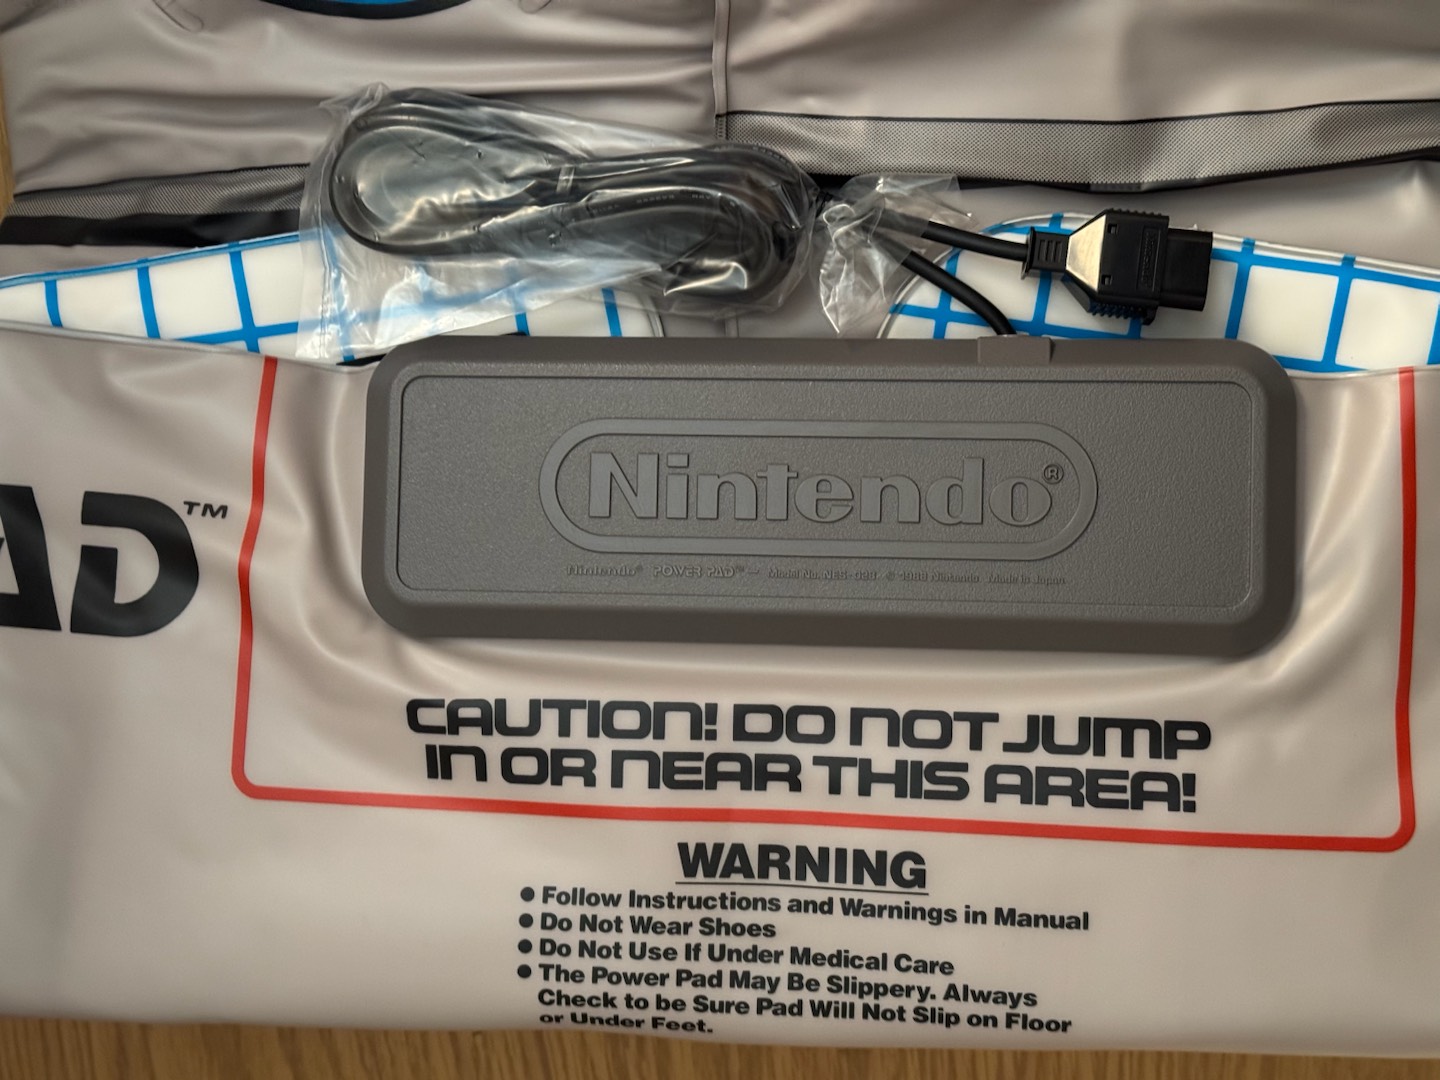 Nintendo®
Nintendo® POWER PAD™ Model No. NES-028 © 1988 Nintendo Made in Japan
AD™
CAUTION! DO NOT JUMP
IN OR NEAR THIS AREA!
WARNING
● Follow Instructions and Warnings in Manual
● Do Not Wear Shoes
● Do Not Use If Under Medical Care
● The Power Pad May Be Slippery. Always
Check to be Sure Pad Will Not Slip on Floor
or Under Feet.